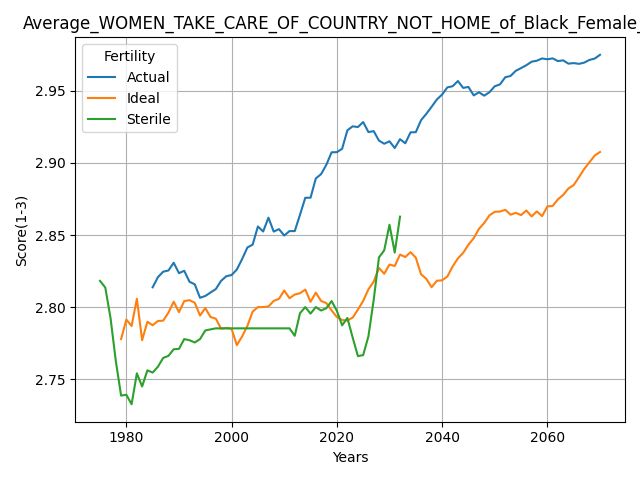 Average_WOMEN_TAKE_CARE_OF_COUNTRY_NOT_HOME_of_Black_Female_
Fertility
Actual
Ideal
Sterile
Score(1-3)
2.95
2.90
2.85
2.80
2.75
1980 2000 2020 2040 2060
Years